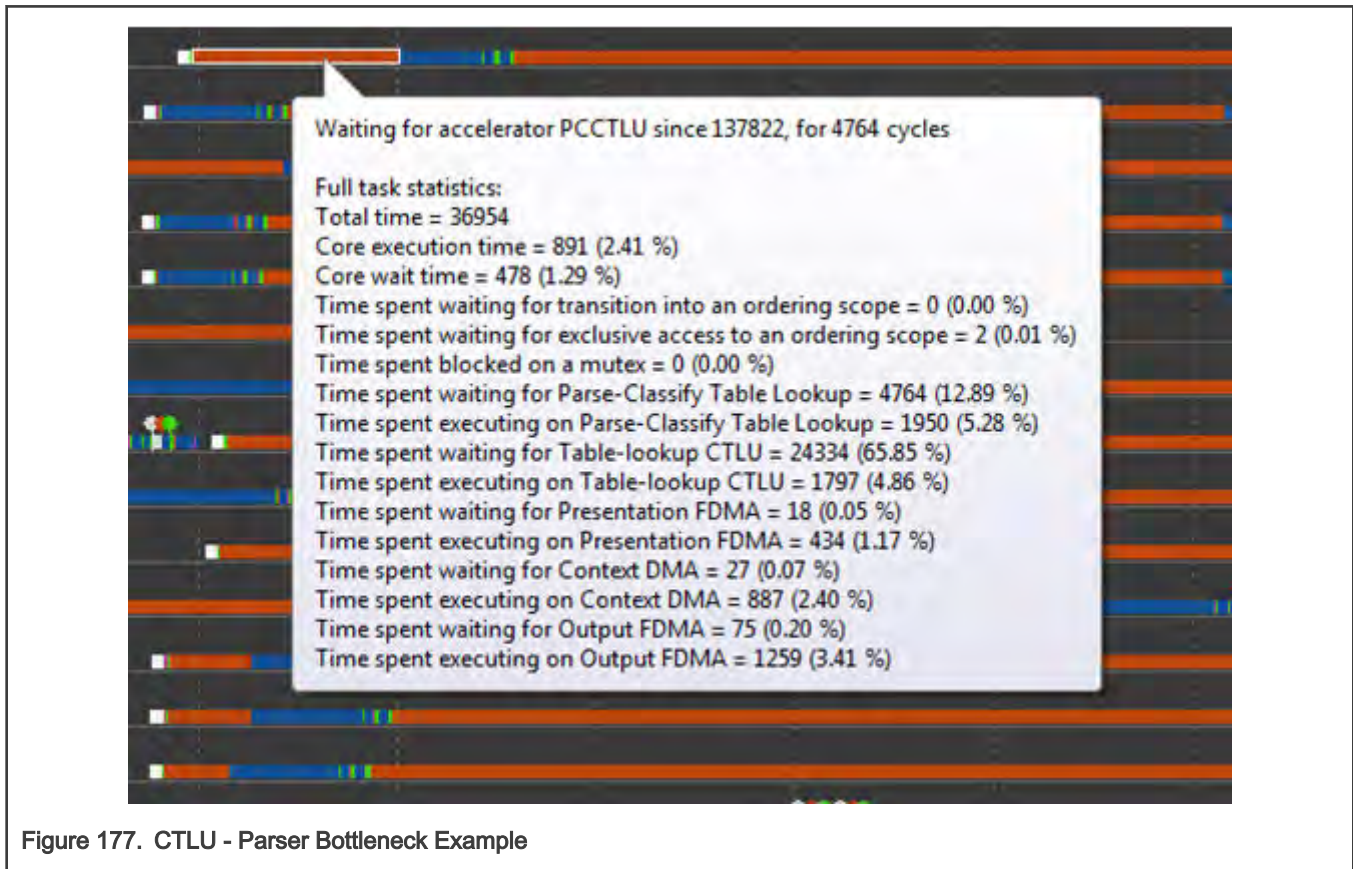 Waiting for accelerator PCCTLU since 137822, for 4764 cycles
Full task statistics:
Total time = 36954
Core execution time = 891 (2.41 %)
Core wait time = 478 (1.29 %)
Time spent waiting for transition into an ordering scope = 0 (0.00 %)
Time spent waiting for exclusive access to an ordering scope = 2 (0.01 %)
Time spent blocked on a mutex = 0 (0.00 %)
Time spent waiting for Parse-Classify Table Lookup = 4764 (12.89 %)
Time spent executing on Parse-Classify Table Lookup = 1950 (5.28 %)
Time spent waiting for Table-lookup CTLU = 24334 (65.85 %)
Time spent executing on Table-lookup CTLU = 1797 (4.86 %)
Time spent waiting for Presentation FDMA = 18 (0.05 %)
Time spent executing on Presentation FDMA = 434 (1.17 %)
Time spent waiting for Context DMA = 27 (0.07 %)
Time spent executing on Context DMA = 887 (2.40 %)
Time spent waiting for Output FDMA = 75 (0.20 %)
Time spent executing on Output FDMA = 1259 (3.41 %)
Figure 177. CTLU - Parser Bottleneck Example